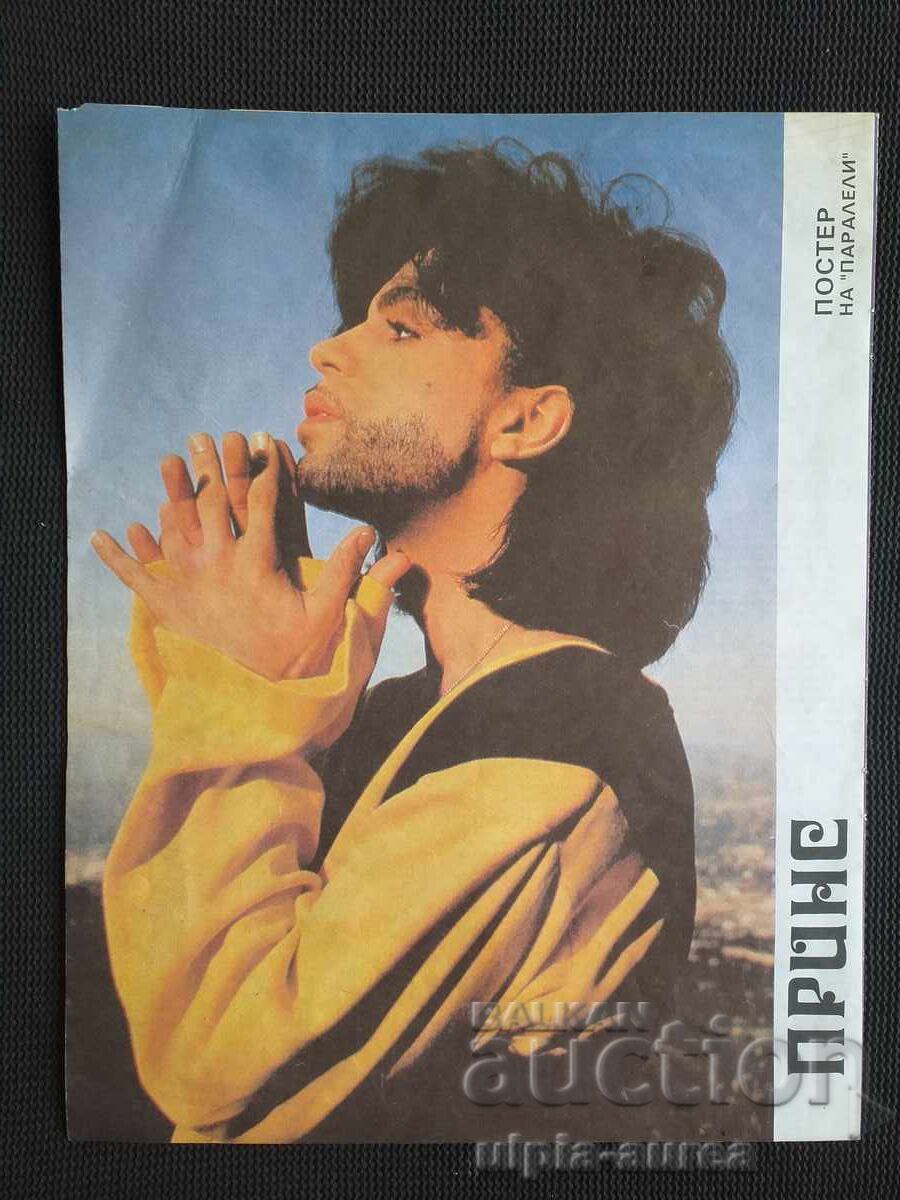 ПОСТЕР
НА "ПАРАЛЕЛИ"
ПРИНС
BALKAN
auction
ulpia-aurea